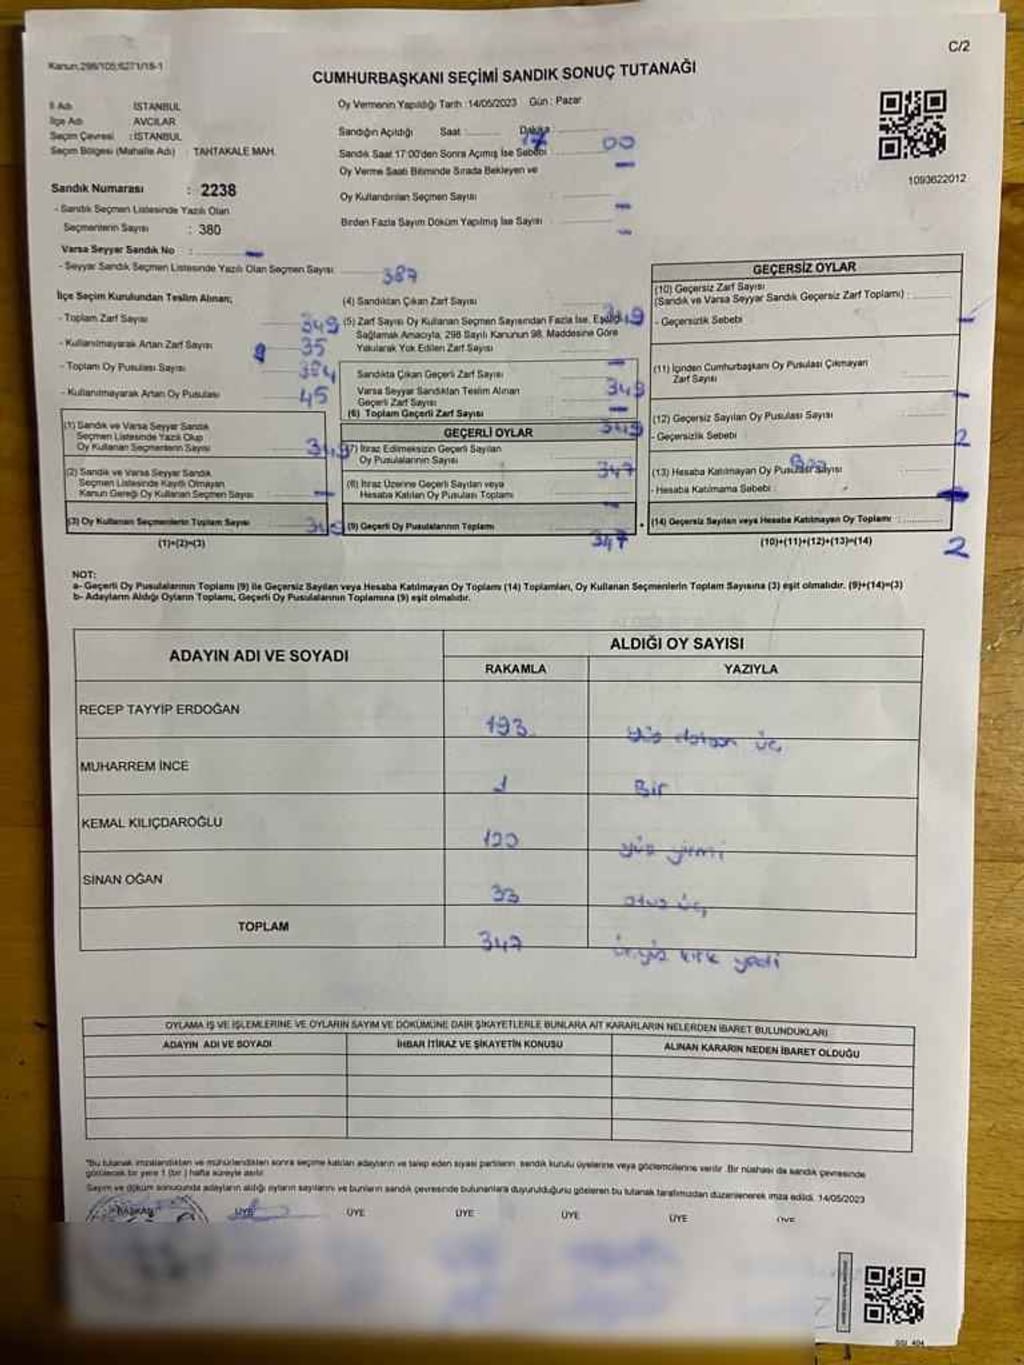 C/2
Kanun,298/105,6271/18-1
CUMHURBAŞKANI SEÇİMİ SANDIK SONUÇ TUTANAĞI
İl Adı : İSTANBUL
İlçe Adı : AVCILAR
Seçim Çevresi : İSTANBUL
Seçim Bölgesi (Mahalle Adı) : TAHTAKALE MAH.
Sandık Numarası : 2238
- Sandık Seçmen Listesinde Yazılı Olan
Seçmenlerin Sayısı : 380
Varsa Seyyar Sandık No : -
- Seyyar Sandık Seçmen Listesinde Yazılı Olan Seçmen Sayısı
Oy Vermenin Yapıldığı Tarih :14/05/2023 Gün : Pazar
Sandığın Açıldığı Saat : 17 Dakika 00
Sandık Saat 17:00'den Sonra Açmış İse Sebebi -
Oy Verme Saati Bitiminde Sırada Bekleyen ve
Oy Kullandırılan Seçmen Sayısı : -
Birden Fazla Sayım Döküm Yapılmış İse Sayısı : -
1093622012
İlçe Seçim Kurulundan Teslim Alınan;
387
- Toplam Zarf Sayısı
349
- Kullanılmayarak Artan Zarf Sayısı
35
- Toplam Oy Pusulası Sayısı
384
- Kullanılmayarak Artan Oy Pusulası
45
(1) Sandık ve Varsa Seyyar Sandık
Seçmen Listesinde Yazılı Olup
Oy Kullanan Seçmenlerin Sayısı 349
(2) Sandık ve Varsa Seyyar Sandık
Seçmen Listesinde Kayıtlı Olmayan
Kanun Gereği Oy Kullanan Seçmen Sayısı -
(3) Oy Kullanan Seçmenlerin Toplam Sayısı 349
(1)+(2)=(3)
(4) Sandıktan Çıkan Zarf Sayısı
349
(5) Zarf Sayısı Oy Kullanan Seçmen Sayısından Fazla İse, Eşitliği
Sağlamak Amacıyla, 298 Sayılı Kanunun 98. Maddesine Göre
Yakılarak Yok Edilen Zarf Sayısı -
Sandıkta Çıkan Geçerli Zarf Sayısı
349
Varsa Seyyar Sandıktan Teslim Alınan
Geçerli Zarf Sayısı -
(6) Toplam Geçerli Zarf Sayısı 349
GEÇERLİ OYLAR
(7) İtiraz Edilmeksizin Geçerli Sayılan
Oy Pusulalarının Sayısı 347
(8) İtiraz Üzerine Geçerli Sayılan veya
Hesaba Katılan Oy Pusulası Toplamı -
(9) Geçerli Oy Pusulalarının Toplamı 347
GEÇERSİZ OYLAR
(10) Geçersiz Zarf Sayısı
(Sandık ve Varsa Seyyar Sandık Geçersiz Zarf Toplamı) :
- Geçersizlik Sebebi -
(11) İçinden Cumhurbaşkanı Oy Pusulası Çıkmayan
Zarf Sayısı -
(12) Geçersiz Sayılan Oy Pusulası Sayısı
- Geçersizlik Sebebi : 2
(13) Hesaba Katılmayan Oy Pusulası Sayısı
- Hesaba Katılmama Sebebi : -
(14) Geçersiz Sayılan veya Hesaba Katılmayan Oy Toplamı :
(10)+(11)+(12)+(13)=(14) 2
NOT:
a- Geçerli Oy Pusulalarının Toplamı (9) ile Geçersiz Sayılan veya Hesaba Katılmayan Oy Toplamı (14) Toplamları, Oy Kullanan Seçmenlerin Toplam Sayısına (3) eşit olmalıdır. (9)+(14)=(3)
b- Adayların Aldığı Oyların Toplamı, Geçerli Oy Pusulalarının Toplamına (9) eşit olmalıdır.
ADAYIN ADI VE SOYADI
ALDIĞI OY SAYISI
RAKAMLA YAZIYLA
RECEP TAYYİP ERDOĞAN 193 yüz doksan üç
MUHARREM İNCE 1 Bir
KEMAL KILIÇDAROĞLU 120 yüz yirmi
SİNAN OĞAN 33 otuz üç
TOPLAM 347 üçyüz kırk yedi
OYLAMA İŞ VE İŞLEMLERİNE VE OYLARIN SAYIM VE DÖKÜMÜNE DAİR ŞİKAYETLERLE BUNLARA AİT KARARLARIN NELERDEN İBARET BULUNDUKLARI
ADAYIN ADI VE SOYADI İHBAR İTİRAZ VE ŞİKAYETİN KONUSU ALINAN KARARIN NEDEN İBARET OLDUĞU
"Bu tutanak imzalandıktan ve mühürlendikten sonra seçime katılan adayların ve talep eden siyasi partilerin sandık kurulu üyelerine veya gözlemcilerine verilir. Bir nüshası da sandık çevresinde
görülecek bir yere 1 (bir) hafta süreyle asılır.
Sayım ve döküm sonucunda adayların aldığı oyların sayılarını ve bunların sandık çevresinde bulunanlara duyurulduğunu gösteren bu tutanak tarafımızdan düzenlenerek imza edildi. 14/05/2023
BAŞKAN ÜYE ÜYE ÜYE ÜYE ÜYE ÜYE